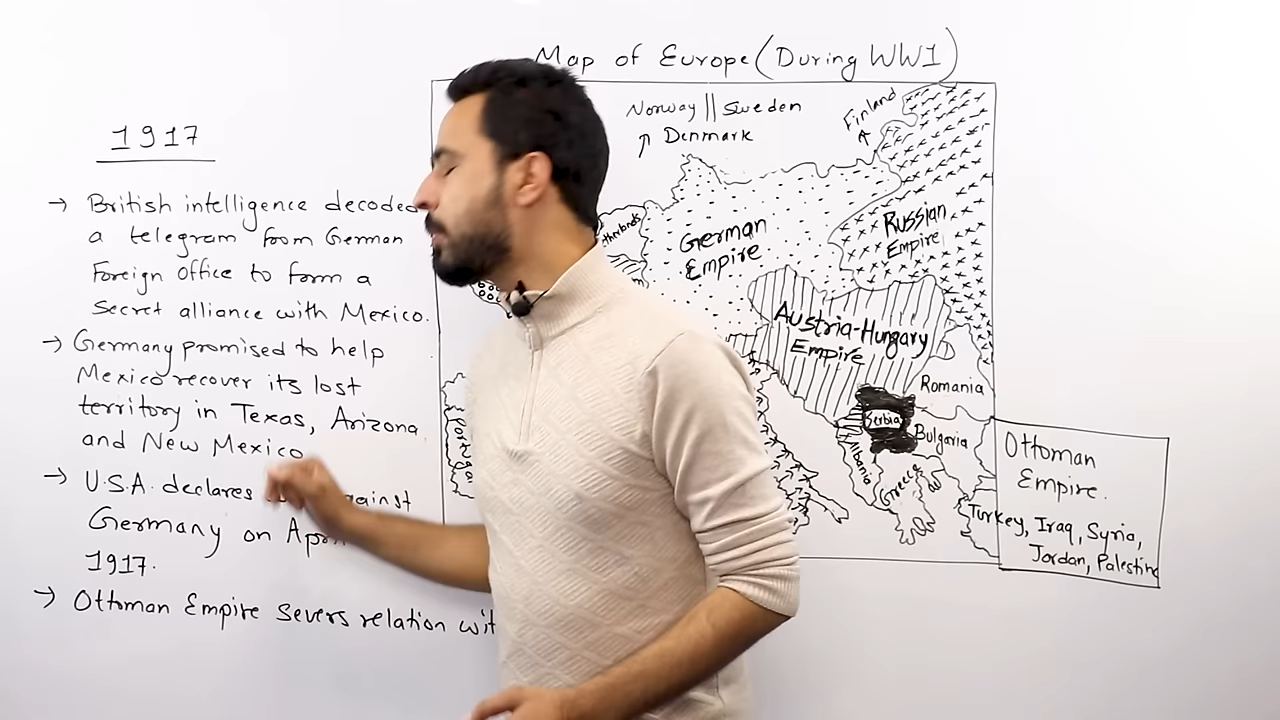 Map of Europe (During WW1)
1917
→ British intelligence decoded
a telegram from German
Foreign Office to form a
secret alliance with Mexico.
→ Germany promised to help
Mexico recover its lost
territory in Texas, Arizona
and New Mexico
→ U.S.A. declares
Germany on
1917.
→ Ottoman Empire severs relation
Norway || Sweden
↑ Denmark
Finland
German
Empire
Russian
Empire
Austria-Hungary
Empire
Romania
Serbia
Bulgaria
Albania
Greece
Ottoman
Empire.
Turkey, Iraq, Syria,
Jordan, Palestine